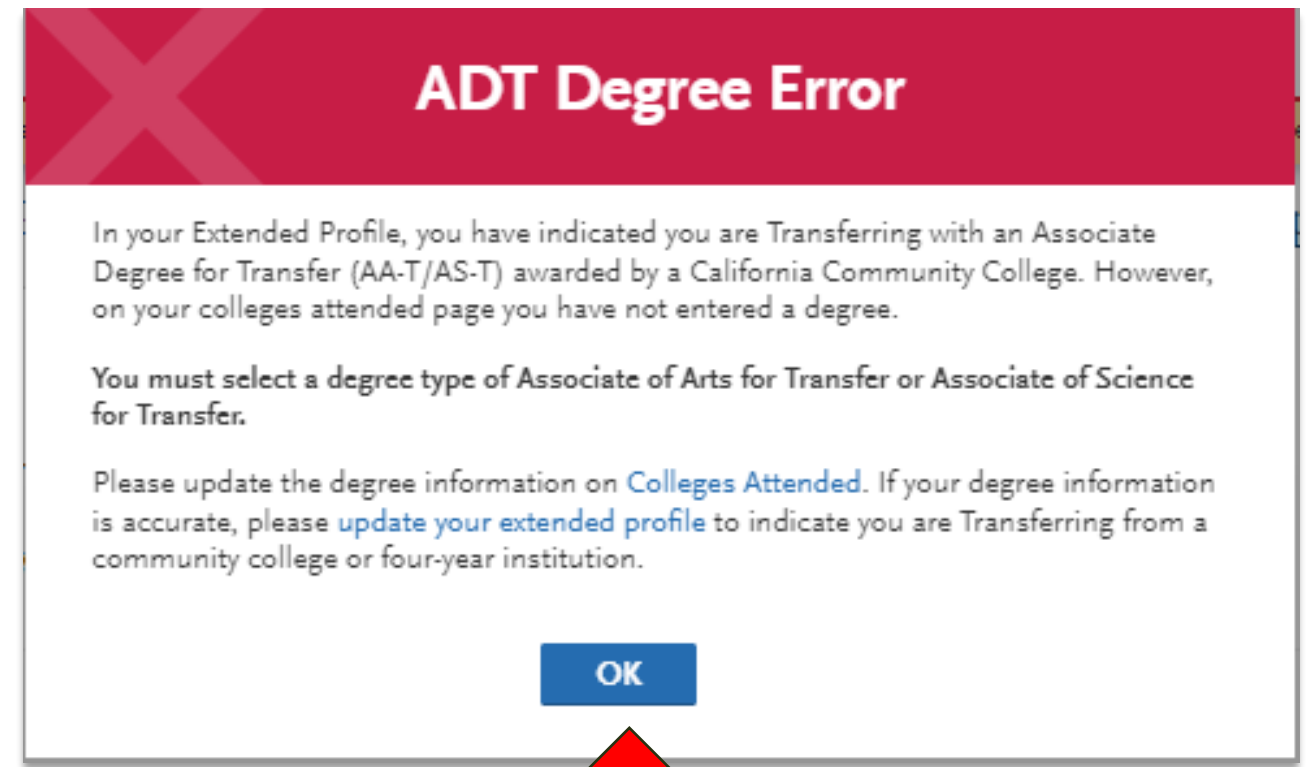 ADT Degree Error
In your Extended Profile, you have indicated you are Transferring with an Associate
Degree for Transfer (AA-T/AS-T) awarded by a California Community College. However,
on your colleges attended page you have not entered a degree.
You must select a degree type of Associate of Arts for Transfer or Associate of Science
for Transfer.
Please update the degree information on Colleges Attended. If your degree information
is accurate, please update your extended profile to indicate you are Transferring from a
community college or four-year institution.
OK